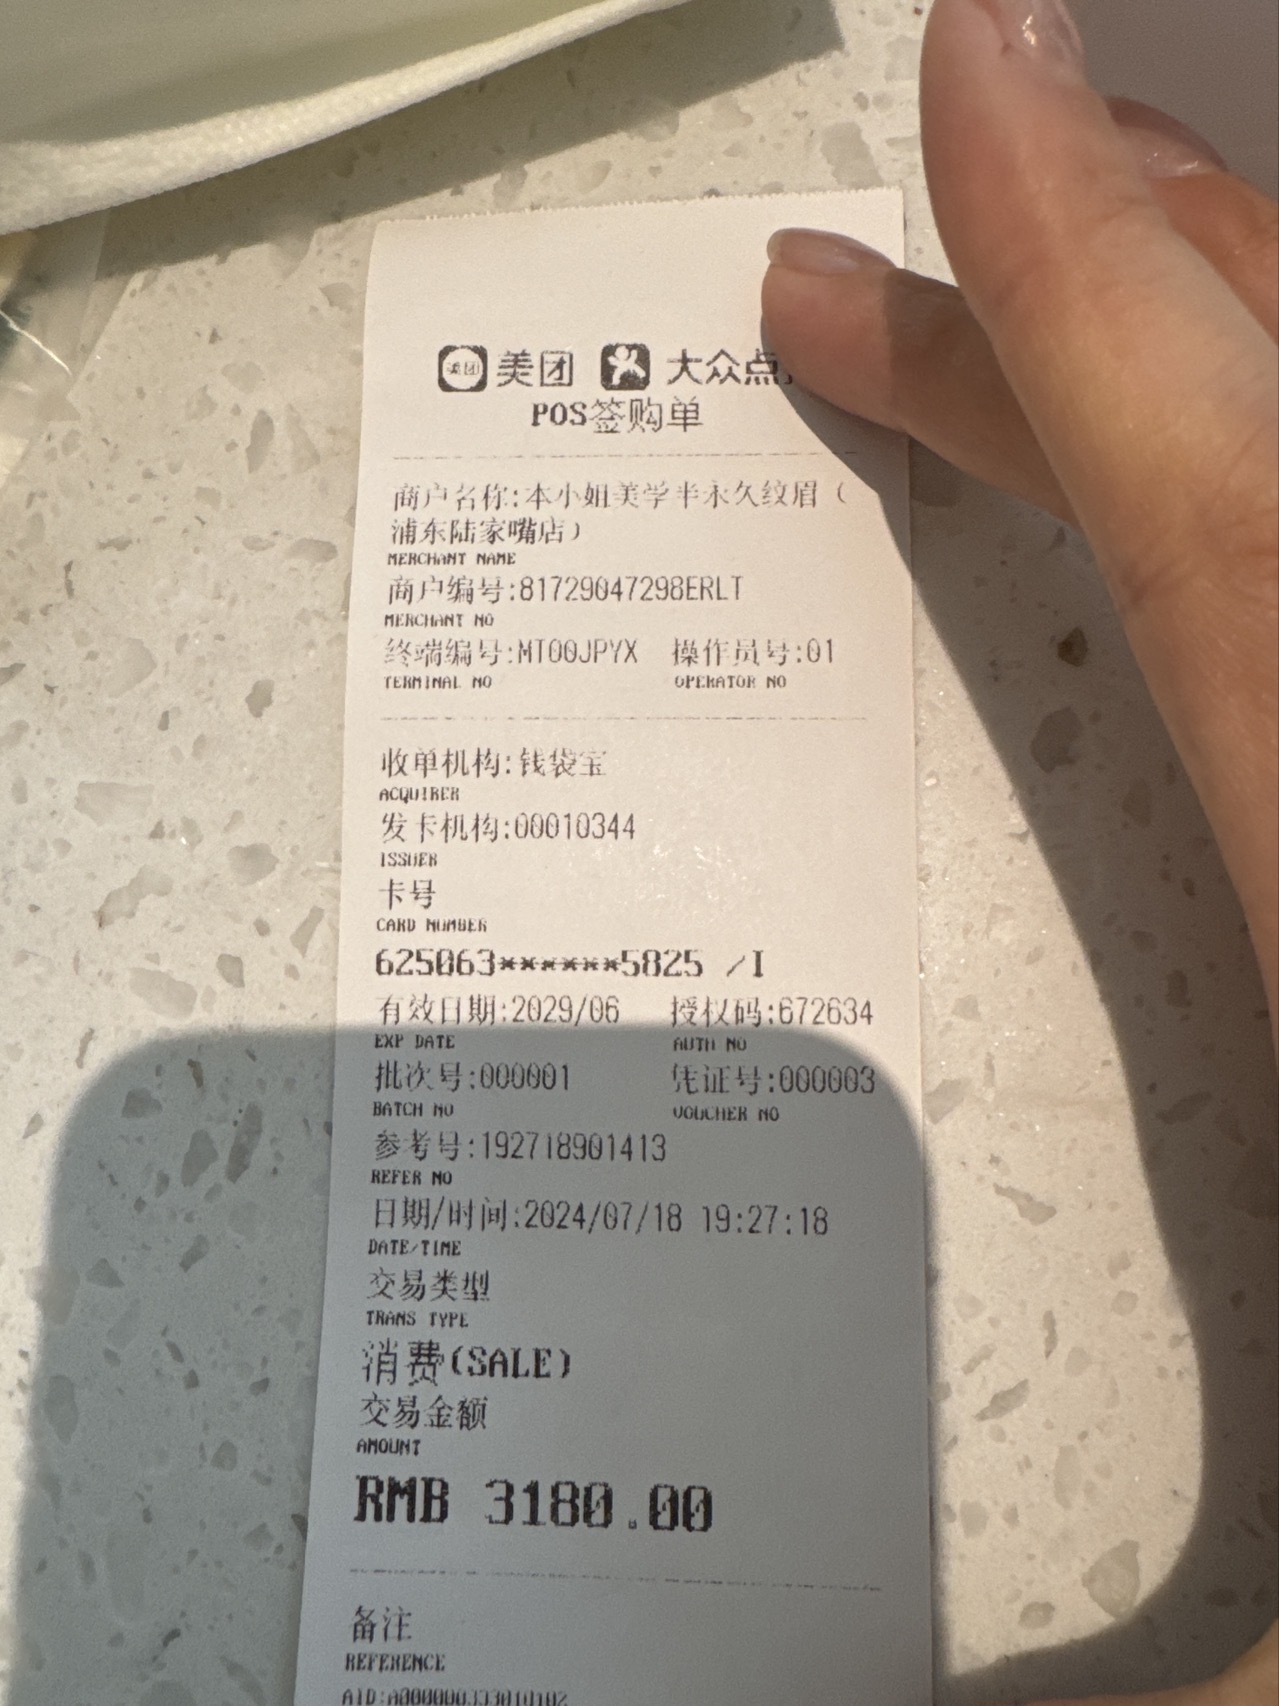 美团 美团 大众点
POS签购单
商户名称:本小姐美学半永久纹眉（
浦东陆家嘴店）
MERCHANT NAME
商户编号:81729047298ERLT
MERCHANT NO
终端编号:MT00JPYX 操作员号:01
TERMINAL NO OPERATOR NO
收单机构:钱袋宝
ACQUIRER
发卡机构:00010344
ISSUER
卡号
CARD NUMBER
625063******5825 /I
有效日期:2029/06 授权码:672634
EXP DATE AUTH NO
批次号:000001 凭证号:000003
BATCH NO VOUCHER NO
参考号:192718901413
REFER NO
日期/时间:2024/07/18 19:27:18
DATE/TIME
交易类型
TRANS TYPE
消费(SALE)
交易金额
AMOUNT
RMB 3180.00
备注
REFERENCE
AID:A000000333010102